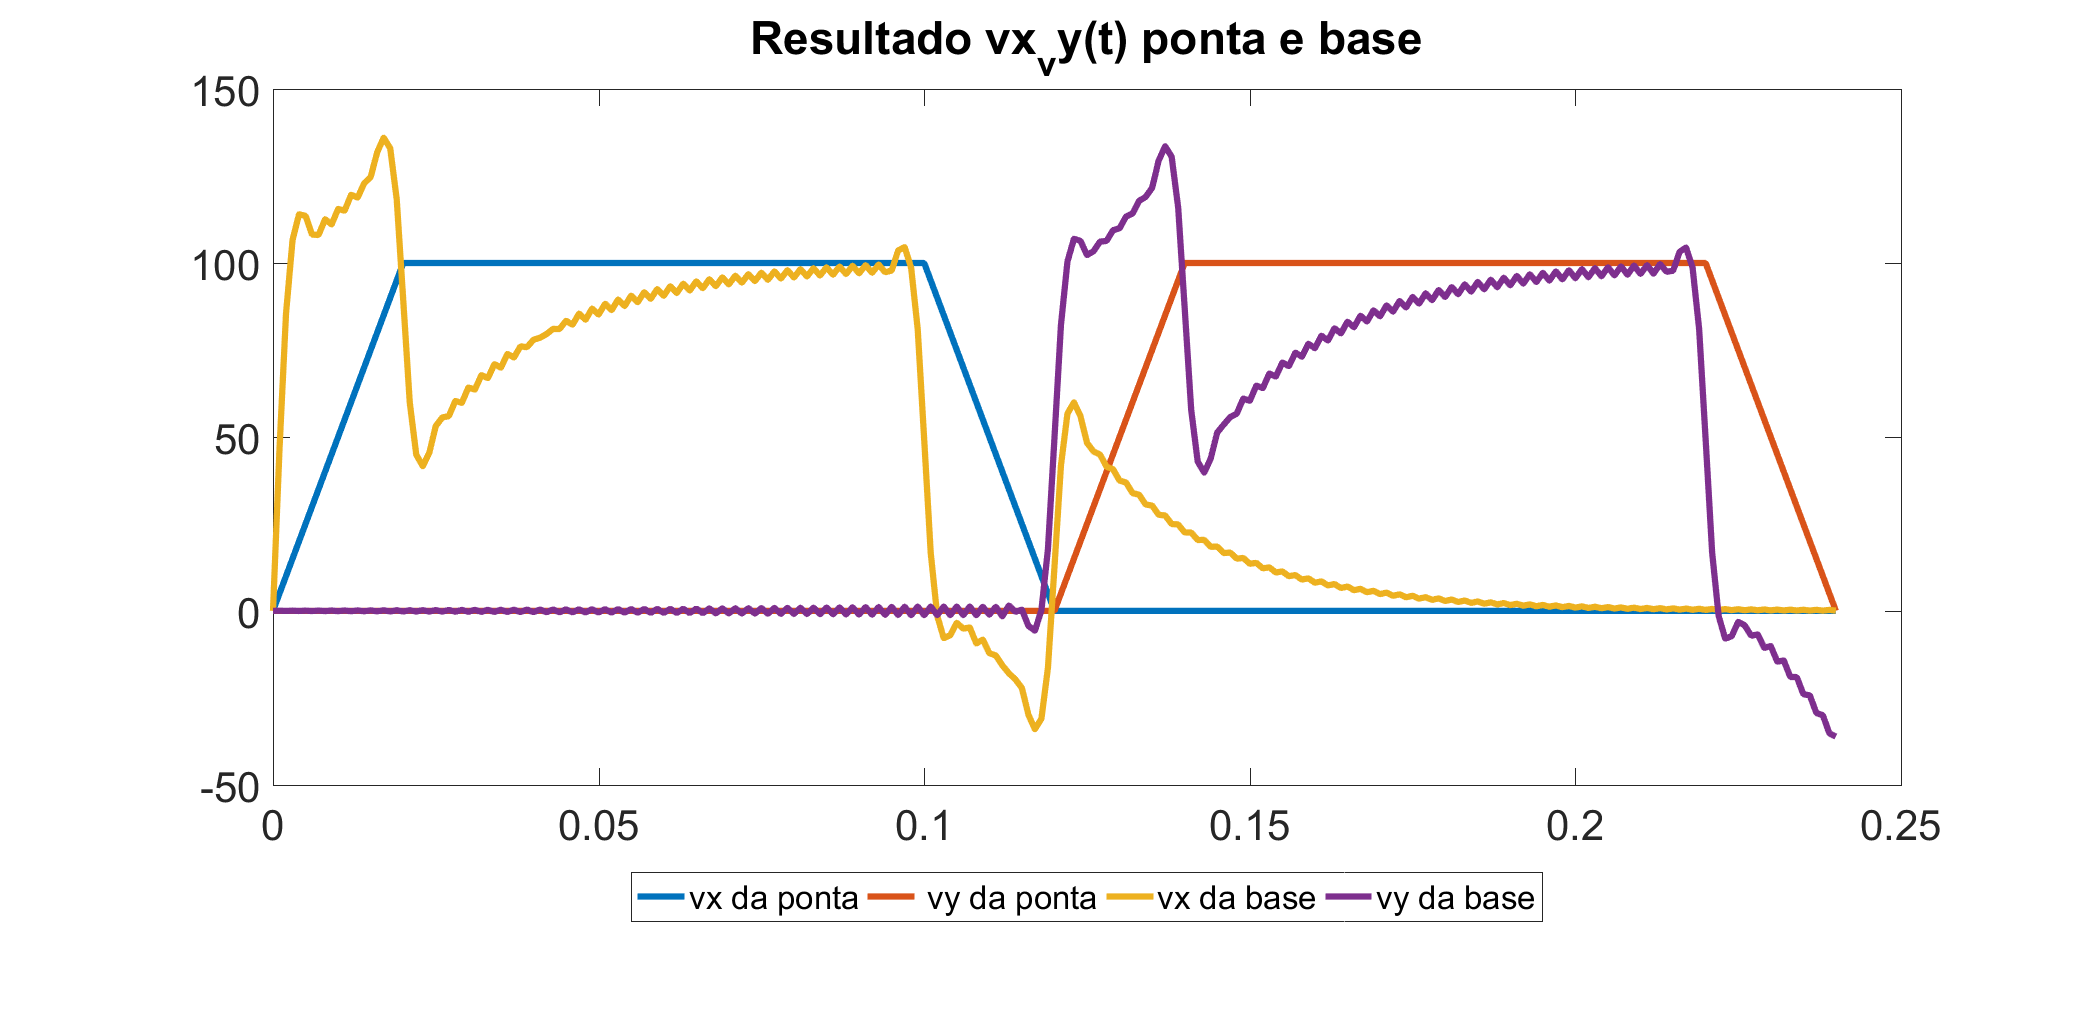 Resultado vx_vy(t) ponta e base
150
100
50
0
-50
0 0.05 0.1 0.15 0.2 0.25
vx da ponta vy da ponta vx da base vy da base